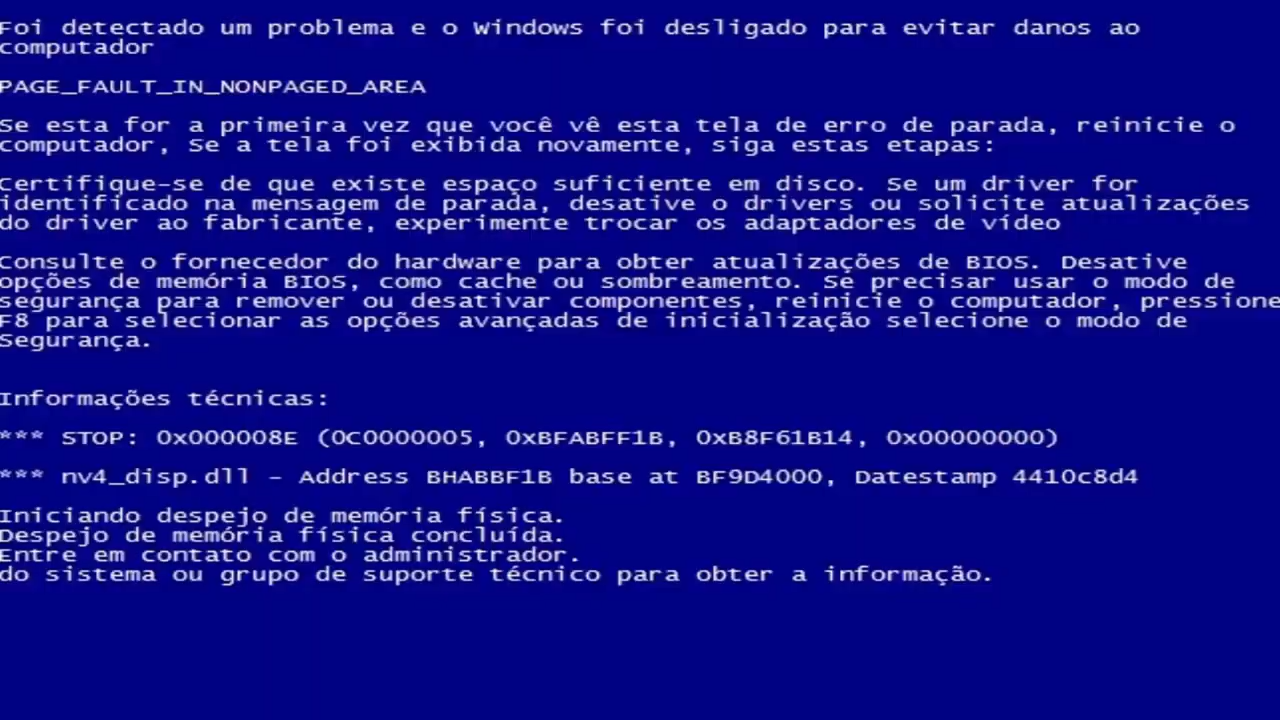 Foi detectado um problema e o Windows foi desligado para evitar danos ao
computador
PAGE_FAULT_IN_NONPAGED_AREA
Se esta for a primeira vez que você vê esta tela de erro de parada, reinicie o
computador, Se a tela foi exibida novamente, siga estas etapas:
Certifique-se de que existe espaço suficiente em disco. Se um driver for
identificado na mensagem de parada, desative o drivers ou solicite atualizações
do driver ao fabricante, experimente trocar os adaptadores de vídeo
Consulte o fornecedor do hardware para obter atualizações de BIOS. Desative
opções de memória BIOS, como cache ou sombreamento. Se precisar usar o modo de
segurança para remover ou desativar componentes, reinicie o computador, pressione
F8 para selecionar as opções avançadas de inicialização selecione o modo de
Segurança.
Informações técnicas:
*** STOP: 0x000008E (0C0000005, 0xBFABFF1B, 0xB8F61B14, 0x00000000)
*** nv4_disp.dll - Address BHABBF1B base at BF9D4000, Datestamp 4410c8d4
Iniciando despejo de memória física.
Despejo de memória física concluída.
Entre em contato com o administrador.
do sistema ou grupo de suporte técnico para obter a informação.